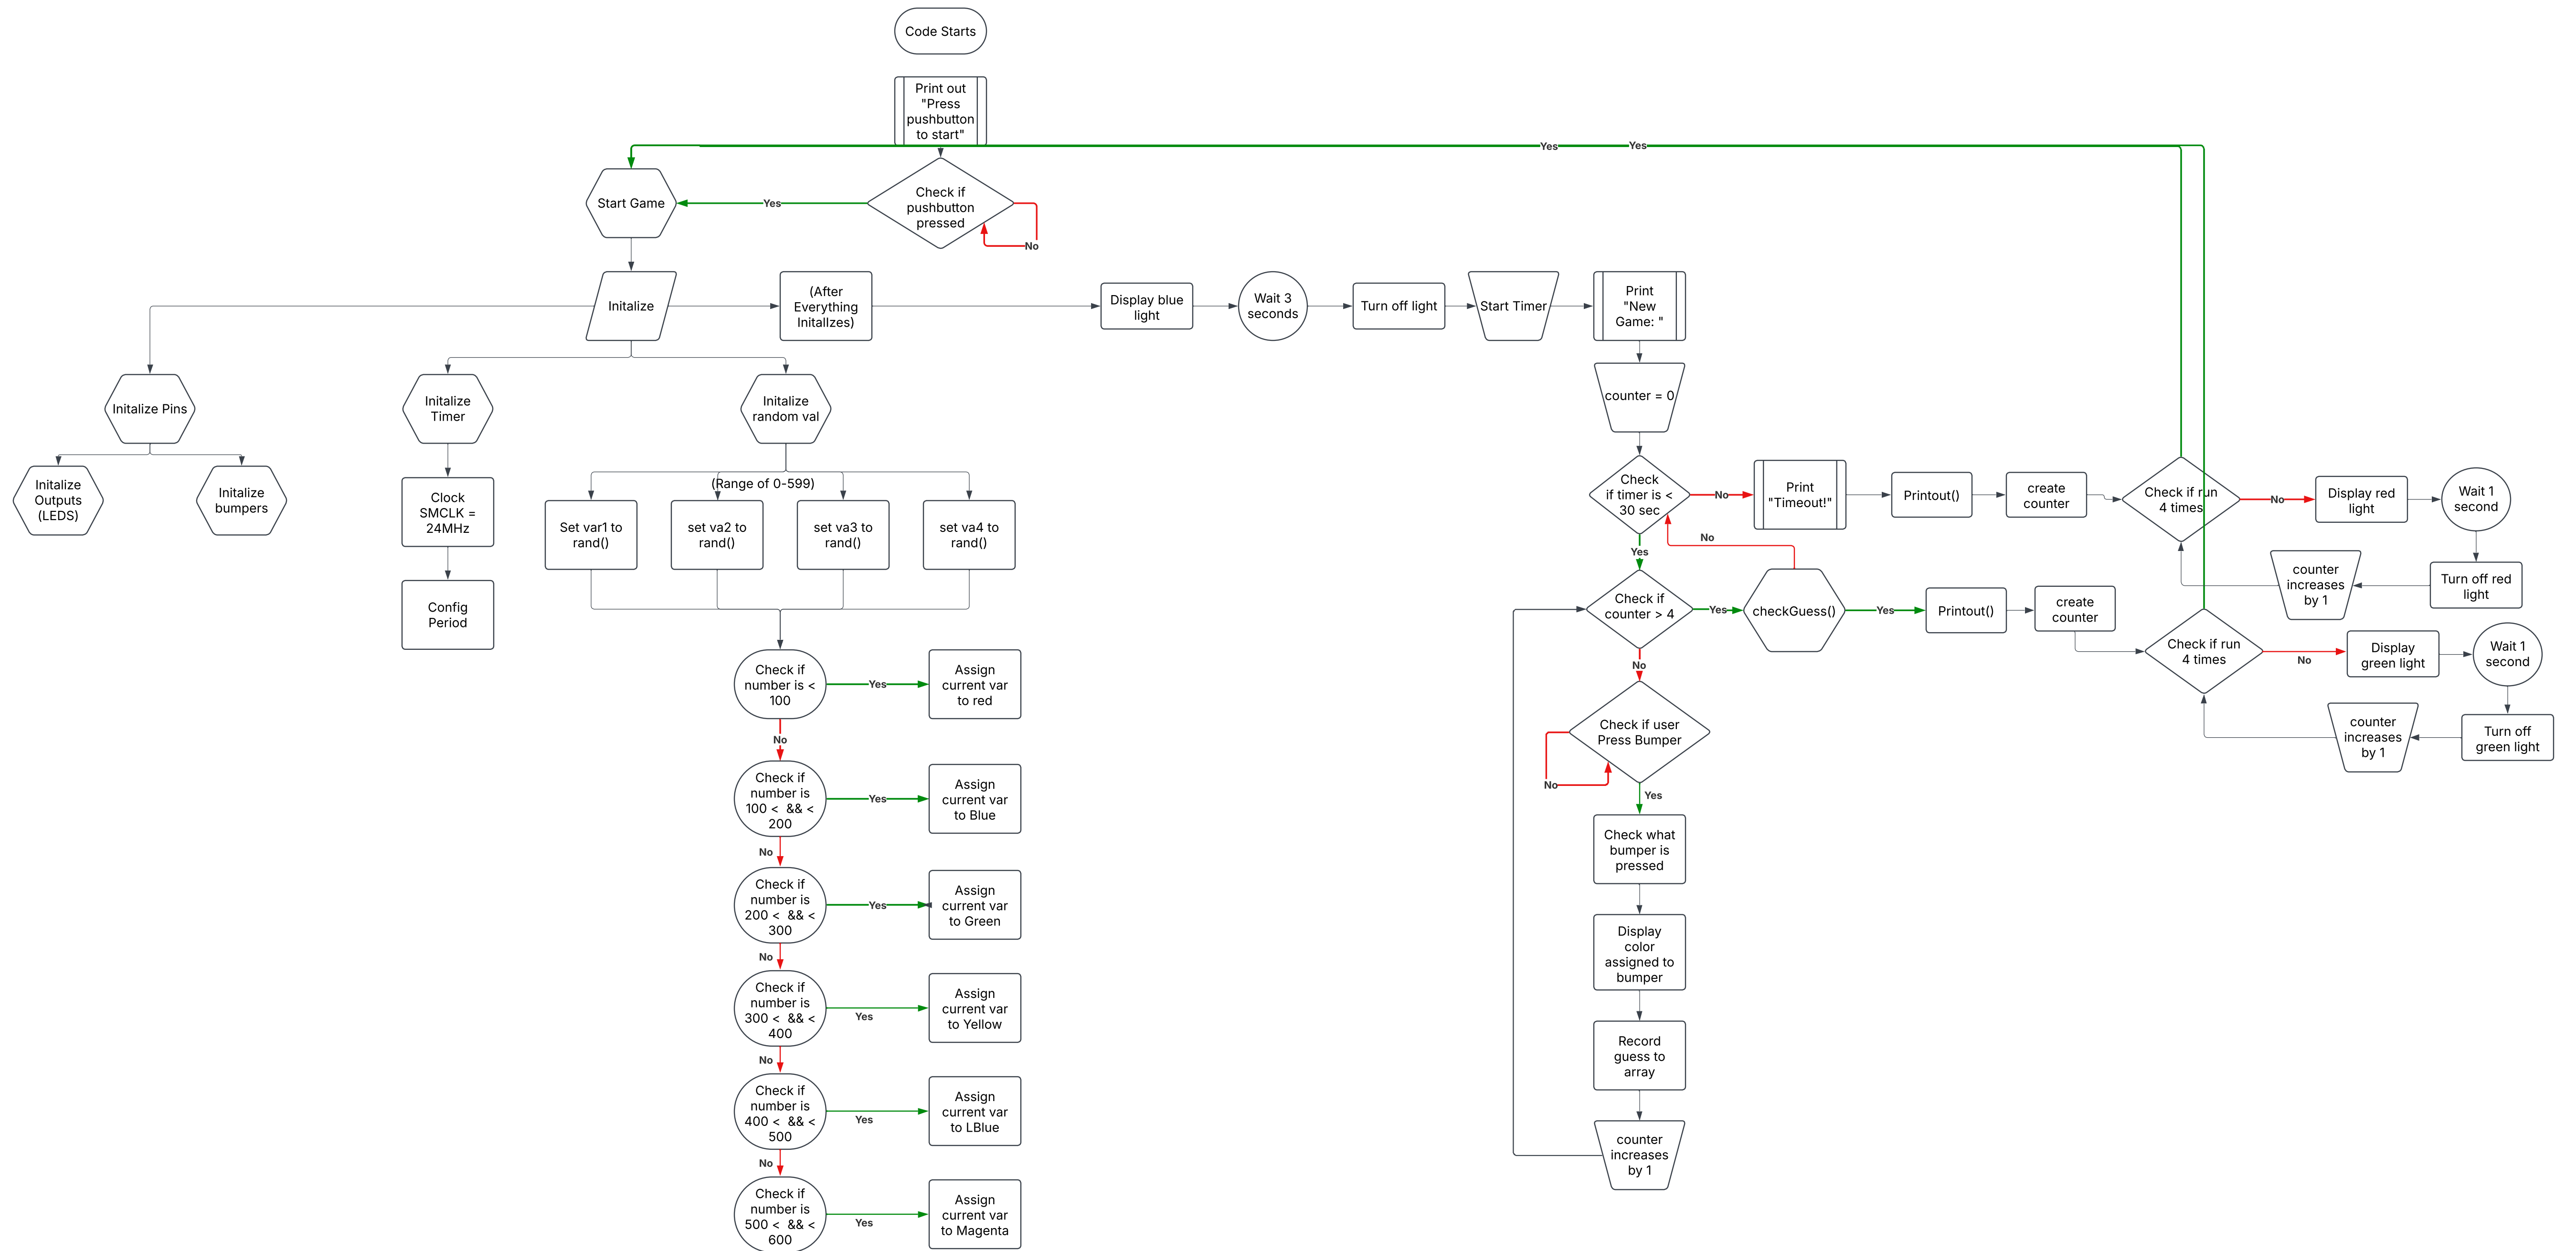 Code Starts
Print out
"Press
pushbutton
to start"
Yes
Yes
Start Game
Yes
Check if
pushbutton
pressed
No
Initalize
(After
Everything
InitalIzes)
Display blue
light
Wait 3
seconds
Turn off light
Start Timer
Print
"New
Game: "
Initalize Pins
Initalize
Timer
Initalize
random val
counter = 0
Initalize
Outputs
(LEDS)
Initalize
bumpers
Clock
SMCLK =
24MHz
Config
Period
(Range of 0-599)
Set var1 to
rand()
set va2 to
rand()
set va3 to
rand()
set va4 to
rand()
Check if
number is <
100
Yes
Assign
current var
to red
No
Check if
number is
100 <  && <
200
Yes
Assign
current var
to Blue
No
Check if
number is
200 <  && <
300
Yes
Assign
current var
to Green
No
Check if
number is
300 <  && <
400
Yes
Assign
current var
to Yellow
No
Check if
number is
400 <  && <
500
Yes
Assign
current var
to LBlue
No
Check if
number is
500 <  && <
600
Yes
Assign
current var
to Magenta
Check
if timer is <
30 sec
No
Print
"Timeout!"
Printout()
create
counter
Check if run
4 times
No
Display red
light
Wait 1
second
Turn off red
light
counter
increases
by 1
Yes
No
Check if
counter > 4
Yes
checkGuess()
Yes
Printout()
create
counter
Check if run
4 times
No
Display
green light
Wait 1
second
Turn off
green light
counter
increases
by 1
No
Check if user
Press Bumper
No
Yes
Check what
bumper is
pressed
Display
color
assigned to
bumper
Record
guess to
array
counter
increases
by 1